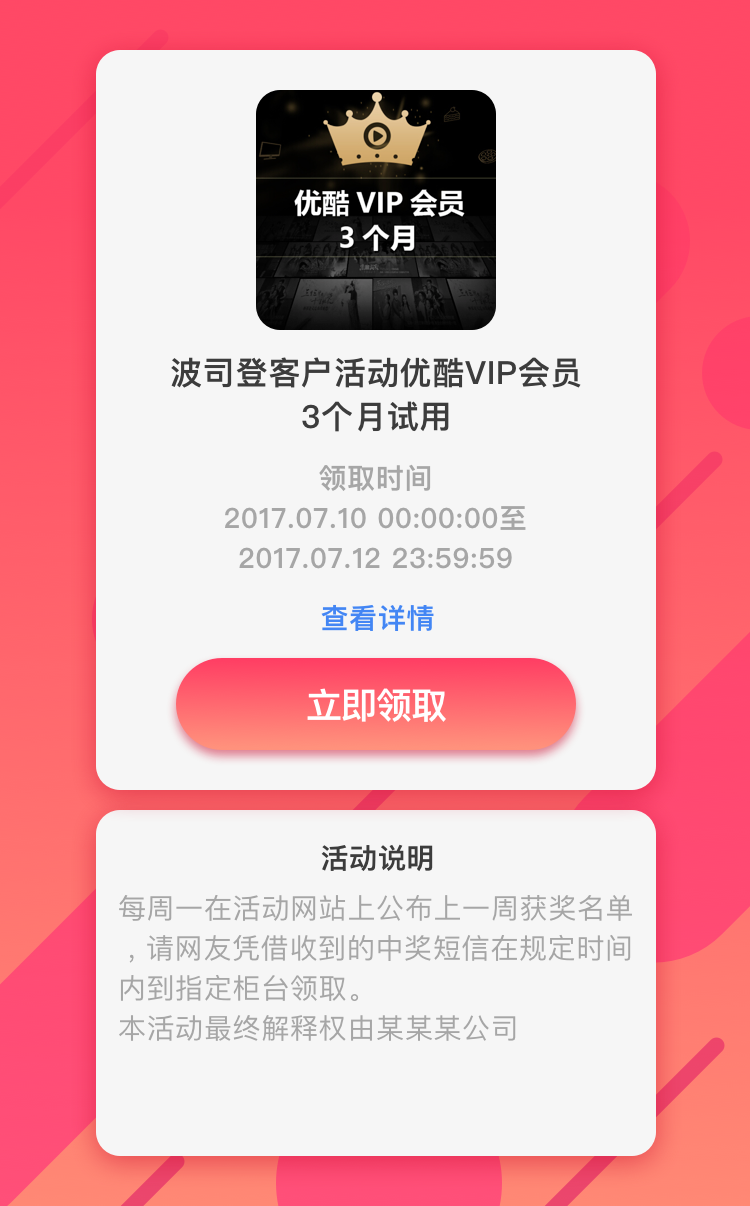 优酷 VIP 会员
3 个月
波司登客户活动优酷VIP会员
3个月试用
领取时间
2017.07.10 00:00:00至
2017.07.12 23:59:59
查看详情
立即领取
活动说明
每周一在活动网站上公布上一周获奖名单
，请网友凭借收到的中奖短信在规定时间
内到指定柜台领取。
本活动最终解释权由某某某公司